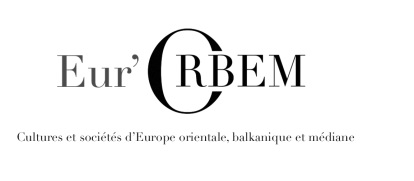 Eur'ORBEM
Cultures et sociétés d'Europe orientale, balkanique et médiane